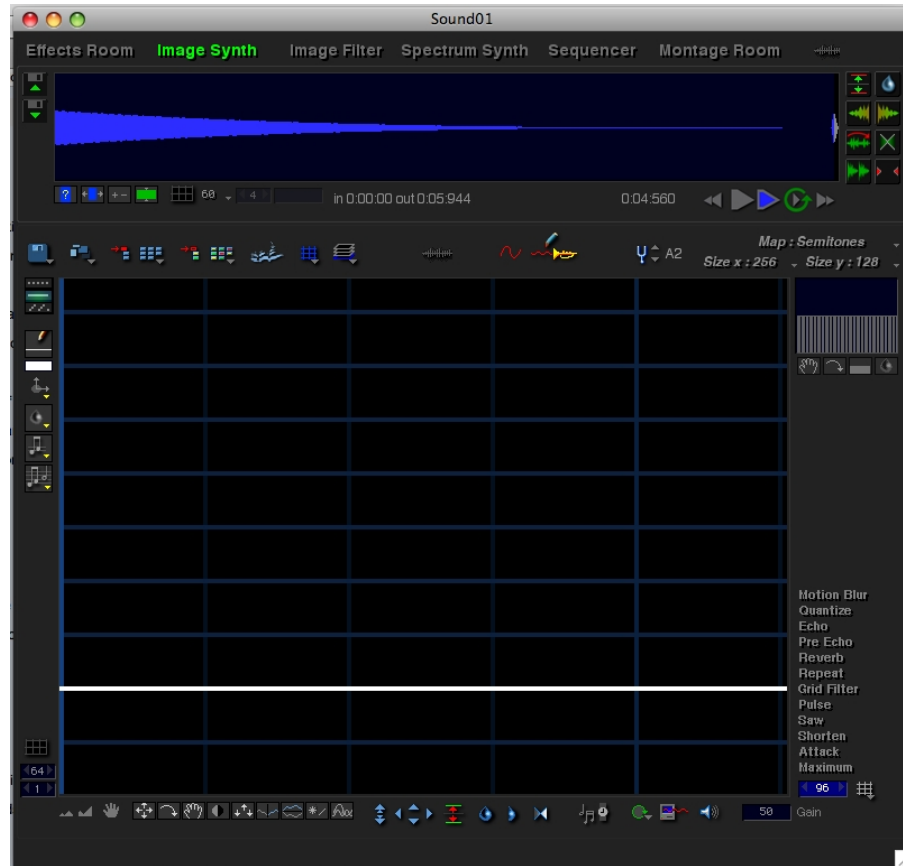 Sound01
Effects Room Image Synth Image Filter Spectrum Synth Sequencer Montage Room
? + - 60 4 in 0:00:00 out 0:05:944 0:04:560
A2 Map : Semitones
Size x : 256 Size y : 128
Motion Blur
Quantize
Echo
Pre Echo
Reverb
Repeat
Grid Filter
Pulse
Saw
Shorten
Attack
Maximum
64
1
96
50 Gain